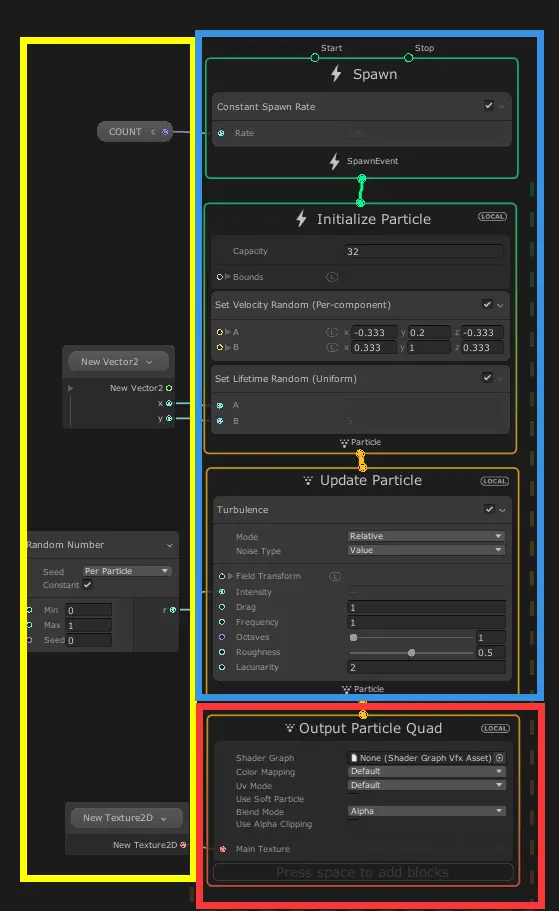 Start Stop
Spawn
Constant Spawn Rate
COUNT
Rate 100
SpawnEvent
Initialize Particle LOCAL
Capacity 32
Bounds L
Set Velocity Random (Per-component)
A L x -0.333 y 0.2 z -0.333
B L x 0.333 y 1 z 0.333
New Vector2
Set Lifetime Random (Uniform)
New Vector2
x A
y B
Particle
Update Particle LOCAL
Turbulence
Mode Relative
Random Number
Noise Type Value
Seed Per Particle
Field Transform L
Constant
Intensity
Min 0
r
Drag 1
Max 1
Frequency 1
Seed 0
Octaves 1
Roughness 0.5
Lacunarity 2
Particle
Output Particle Quad LOCAL
Shader Graph None (Shader Graph Vfx Asset)
Color Mapping Default
Uv Mode Default
Use Soft Particle
Blend Mode Alpha
New Texture2D
Use Alpha Clipping
New Texture2D
Main Texture
Press space to add blocks